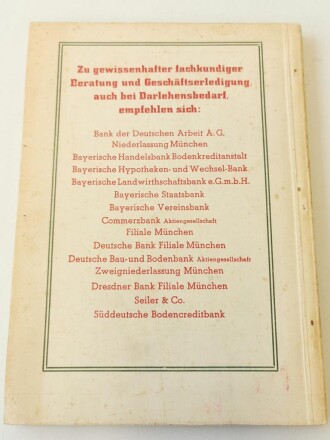 Zu gewissenhafter fachkundiger
Beratung und Geschäftserledigung,
auch bei Darlehensbedarf,
empfehlen sich:
Bank der Deutschen Arbeit A. G.
Niederlassung München
Bayerische Handelsbank Bodenkreditanstalt
Bayerische Hypotheken- und Wechsel-Bank
Bayerische Landwirthschaftsbank e.G.m.b.H.
Bayerische Staatsbank
Bayerische Vereinsbank
Commerzbank Aktiengesellschaft
Filiale München
Deutsche Bank Filiale München
Deutsche Bau-und Bodenbank Aktiengesellschaft
Zweigniederlassung München
Dresdner Bank Filiale München
Seiler & Co.
Süddeutsche Bodencreditbank